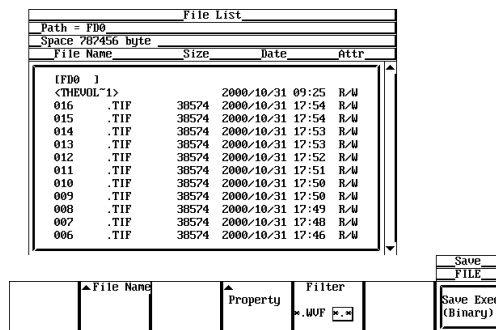 File List
Path = FD0
Space 787456 byte
File Name Size Date Attr
[FD0 ]
<THEVOL~1> 2000/10/31 09:25 R/W
016 .TIF 38574 2000/10/31 17:54 R/W
015 .TIF 38574 2000/10/31 17:54 R/W
014 .TIF 38574 2000/10/31 17:53 R/W
013 .TIF 38574 2000/10/31 17:53 R/W
012 .TIF 38574 2000/10/31 17:52 R/W
011 .TIF 38574 2000/10/31 17:51 R/W
010 .TIF 38574 2000/10/31 17:50 R/W
009 .TIF 38574 2000/10/31 17:50 R/W
008 .TIF 38574 2000/10/31 17:49 R/W
007 .TIF 38574 2000/10/31 17:48 R/W
006 .TIF 38574 2000/10/31 17:46 R/W
Save
FILE
File Name
Property
Filter
*.WVF *.*
Save Exec
(Binary)